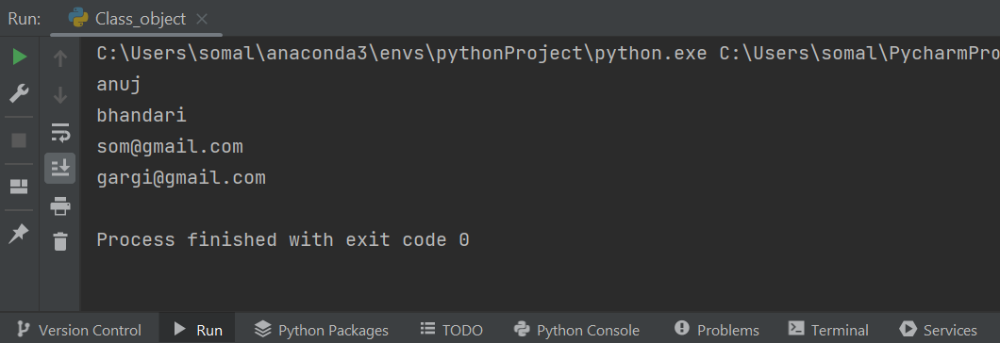 Run: Class_object
C:\Users\somal\anaconda3\envs\pythonProject\python.exe C:\Users\somal\PycharmPro
anuj
bhandari
som@gmail.com
gargi@gmail.com
Process finished with exit code 0
Version Control Run Python Packages TODO Python Console Problems Terminal Services